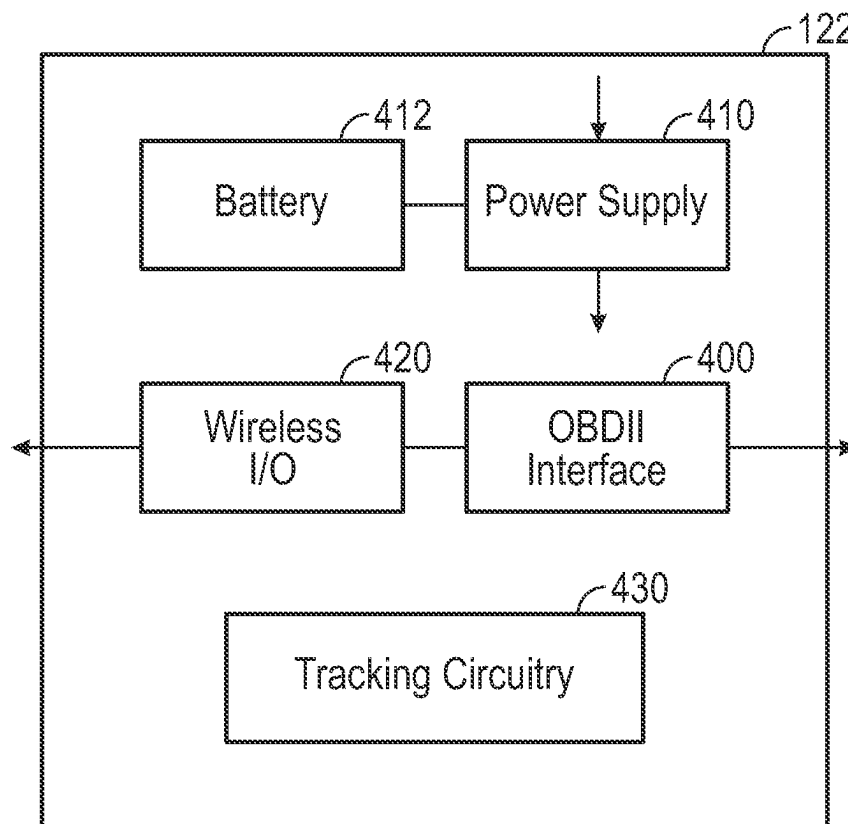 122
412
410
Battery
Power Supply
420
400
Wireless
I/O
OBDII
Interface
430
Tracking Circuitry